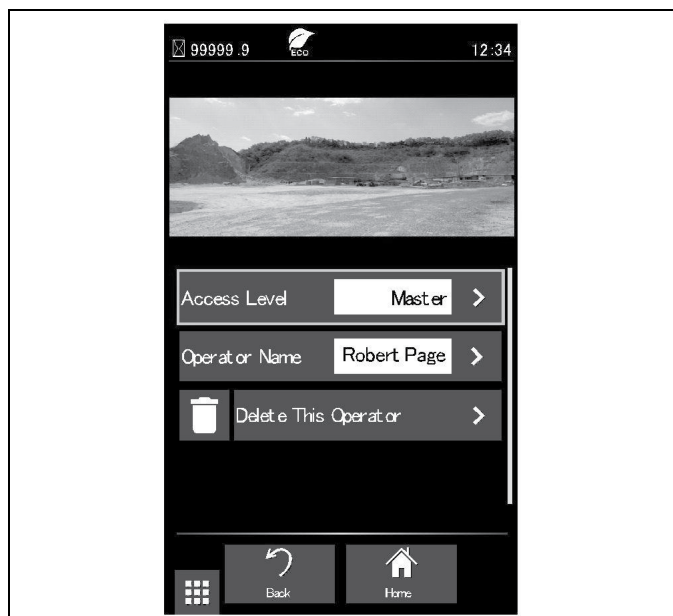 99999.9
ECO
12:34
Access Level
Master
Operator Name
Robert Page
Delete This Operator
Back
Home